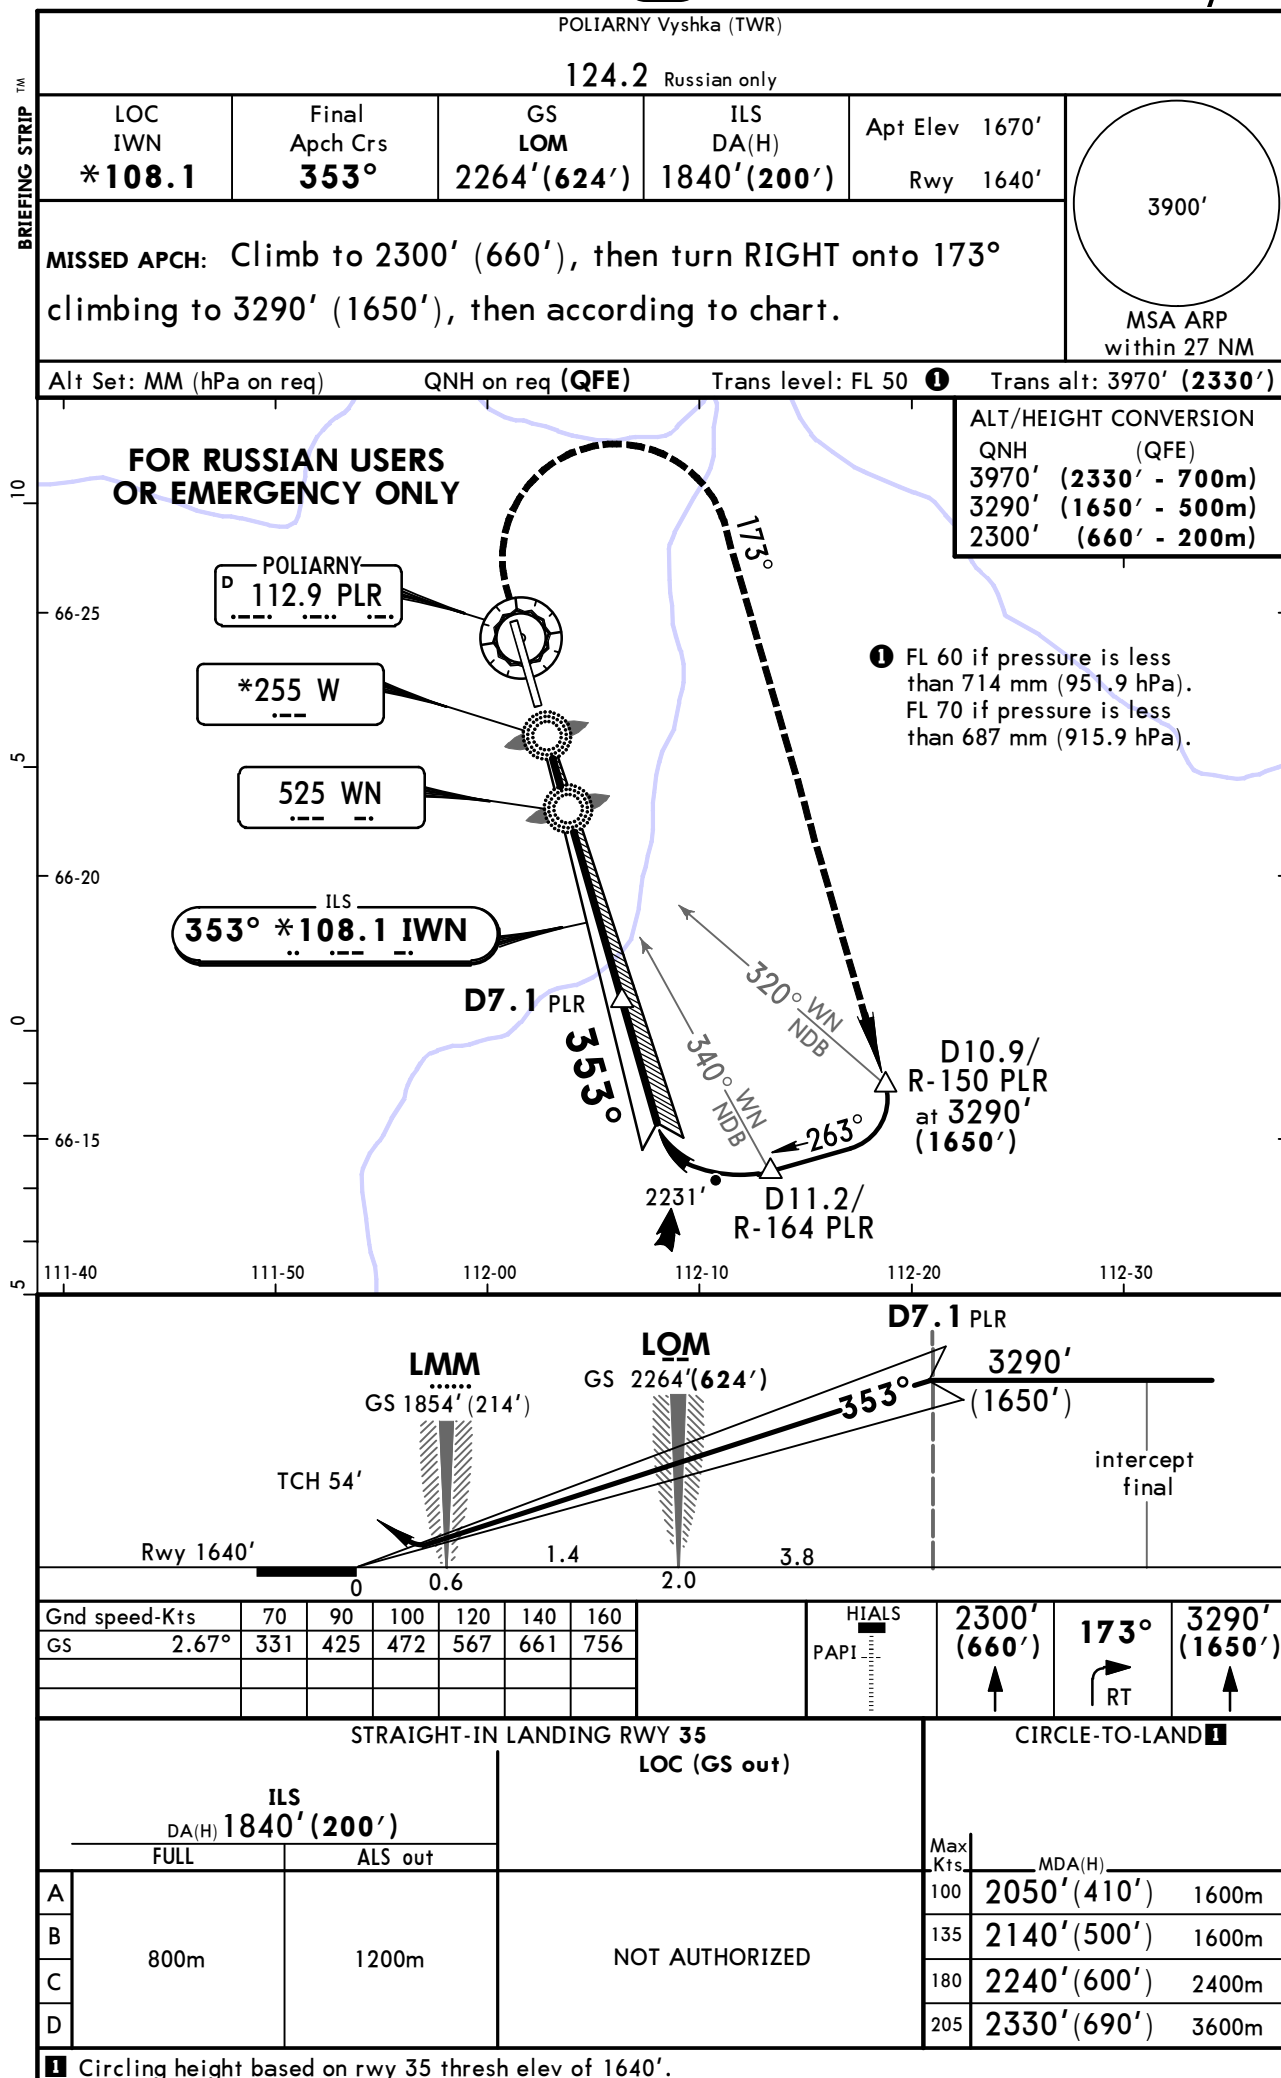 POLIARNY Vyshka (TWR)
124.2 Russian only
BRIEFING STRIP TM
LOC
IWN
*108.1
Final
Apch Crs
353°
GS
LOM
2264'(624')
ILS
DA(H)
1840'(200')
Apt Elev 1670'
Rwy 1640'
3900'
MSA ARP
within 27 NM
MISSED APCH: Climb to 2300' (660'), then turn RIGHT onto 173°
climbing to 3290' (1650'), then according to chart.
Alt Set: MM (hPa on req) QNH on req (QFE) Trans level: FL 50 1 Trans alt: 3970' (2330')
ALT/HEIGHT CONVERSION
QNH (QFE)
3970' (2330' - 700m)
3290' (1650' - 500m)
2300' (660' - 200m)
FOR RUSSIAN USERS
OR EMERGENCY ONLY
10
173°
POLIARNY
D 112.9 PLR
66-25
*255 W
1 FL 60 if pressure is less
than 714 mm (951.9 hPa).
FL 70 if pressure is less
than 687 mm (915.9 hPa).
5
525 WN
66-20
ILS
353° *108.1 IWN
320° WN
NDB
D7.1 PLR
0
353°
340° WN
NDB
D10.9/
R-150 PLR
at 3290'
(1650')
66-15
263°
2231'
D11.2/
R-164 PLR
5
111-40
111-50
112-00
112-10
112-20
112-30
D7.1 PLR
LMM
GS 1854' (214')
LOM
GS 2264'(624')
3290'
(1650')
353°
intercept
final
TCH 54'
Rwy 1640'
1.4
3.8
0
0.6
2.0
Gnd speed-Kts 70 90 100 120 140 160
GS 2.67° 331 425 472 567 661 756
HIALS
PAPI
2300'
(660')
173°
RT
3290'
(1650')
STRAIGHT-IN LANDING RWY 35
CIRCLE-TO-LAND 1
LOC (GS out)
ILS
DA(H) 1840'(200')
FULL
ALS out
Max
Kts
MDA(H)
A
B
C
D
800m
1200m
NOT AUTHORIZED
100 2050'(410') 1600m
135 2140'(500') 1600m
180 2240'(600') 2400m
205 2330'(690') 3600m
1 Circling height based on rwy 35 thresh elev of 1640'.